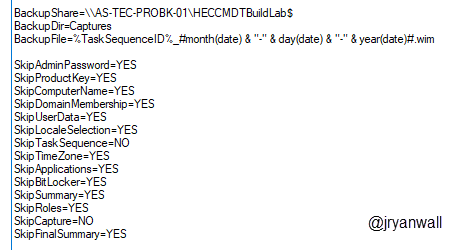 BackupShare=\\AS-TEC-PROBK-01\HECCMDTBuildLab$
BackupDir=Captures
BackupFile=%TaskSequenceID%_#month(date) & "-" & day(date) & "-" & year(date)#.wim
SkipAdminPassword=YES
SkipProductKey=YES
SkipComputerName=YES
SkipDomainMembership=YES
SkipUserData=YES
SkipLocaleSelection=YES
SkipTaskSequence=NO
SkipTimeZone=YES
SkipApplications=YES
SkipBitLocker=YES
SkipSummary=YES
SkipRoles=YES
SkipCapture=NO
SkipFinalSummary=YES
@jryanwall